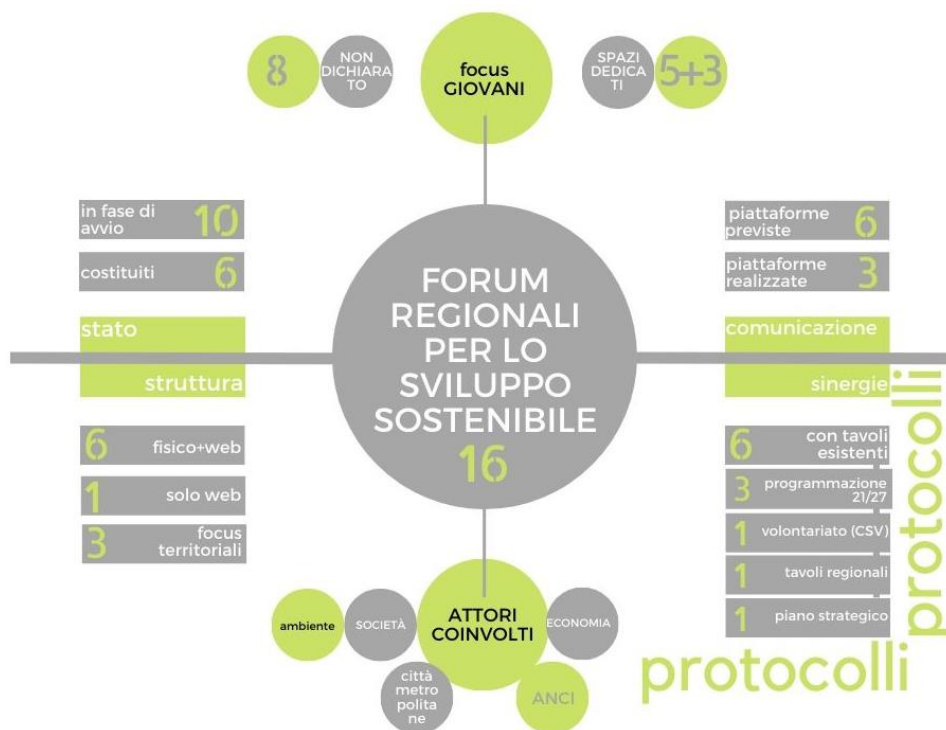 8
NON
DICHIARA
TO
focus
GIOVANI
SPAZI
DEDICA
TI
5+3
in fase di
avvio
10
costituiti
6
stato
struttura
6
fisico+web
1
solo web
3
focus
territoriali
FORUM
REGIONALI
PER LO
SVILUPPO
SOSTENIBILE
16
piattaforme
previste
6
piattaforme
realizzate
3
comunicazione
sinergie
6
con tavoli
esistenti
3
programmazione
21/27
1
volontariato (CSV)
1
tavoli regionali
1
piano strategico
protocolli
protocolli
ambiente
SOCIETÀ
ATTORI
COINVOLTI
ECONOMIA
città
metro
polita
ne
ANCI